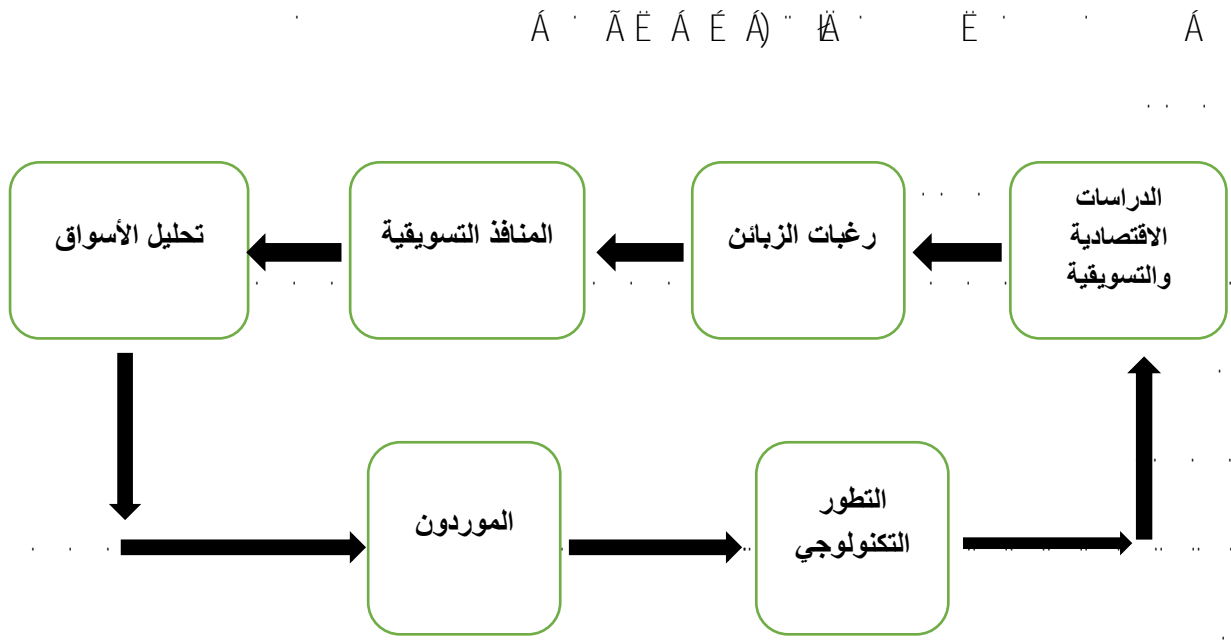 الدراسات
الاقتصادية
والتسويقية
رغبات الزبائن
المنافذ التسويقية
تحليل الأسواق
الموردون
التطور
التكنولوجي